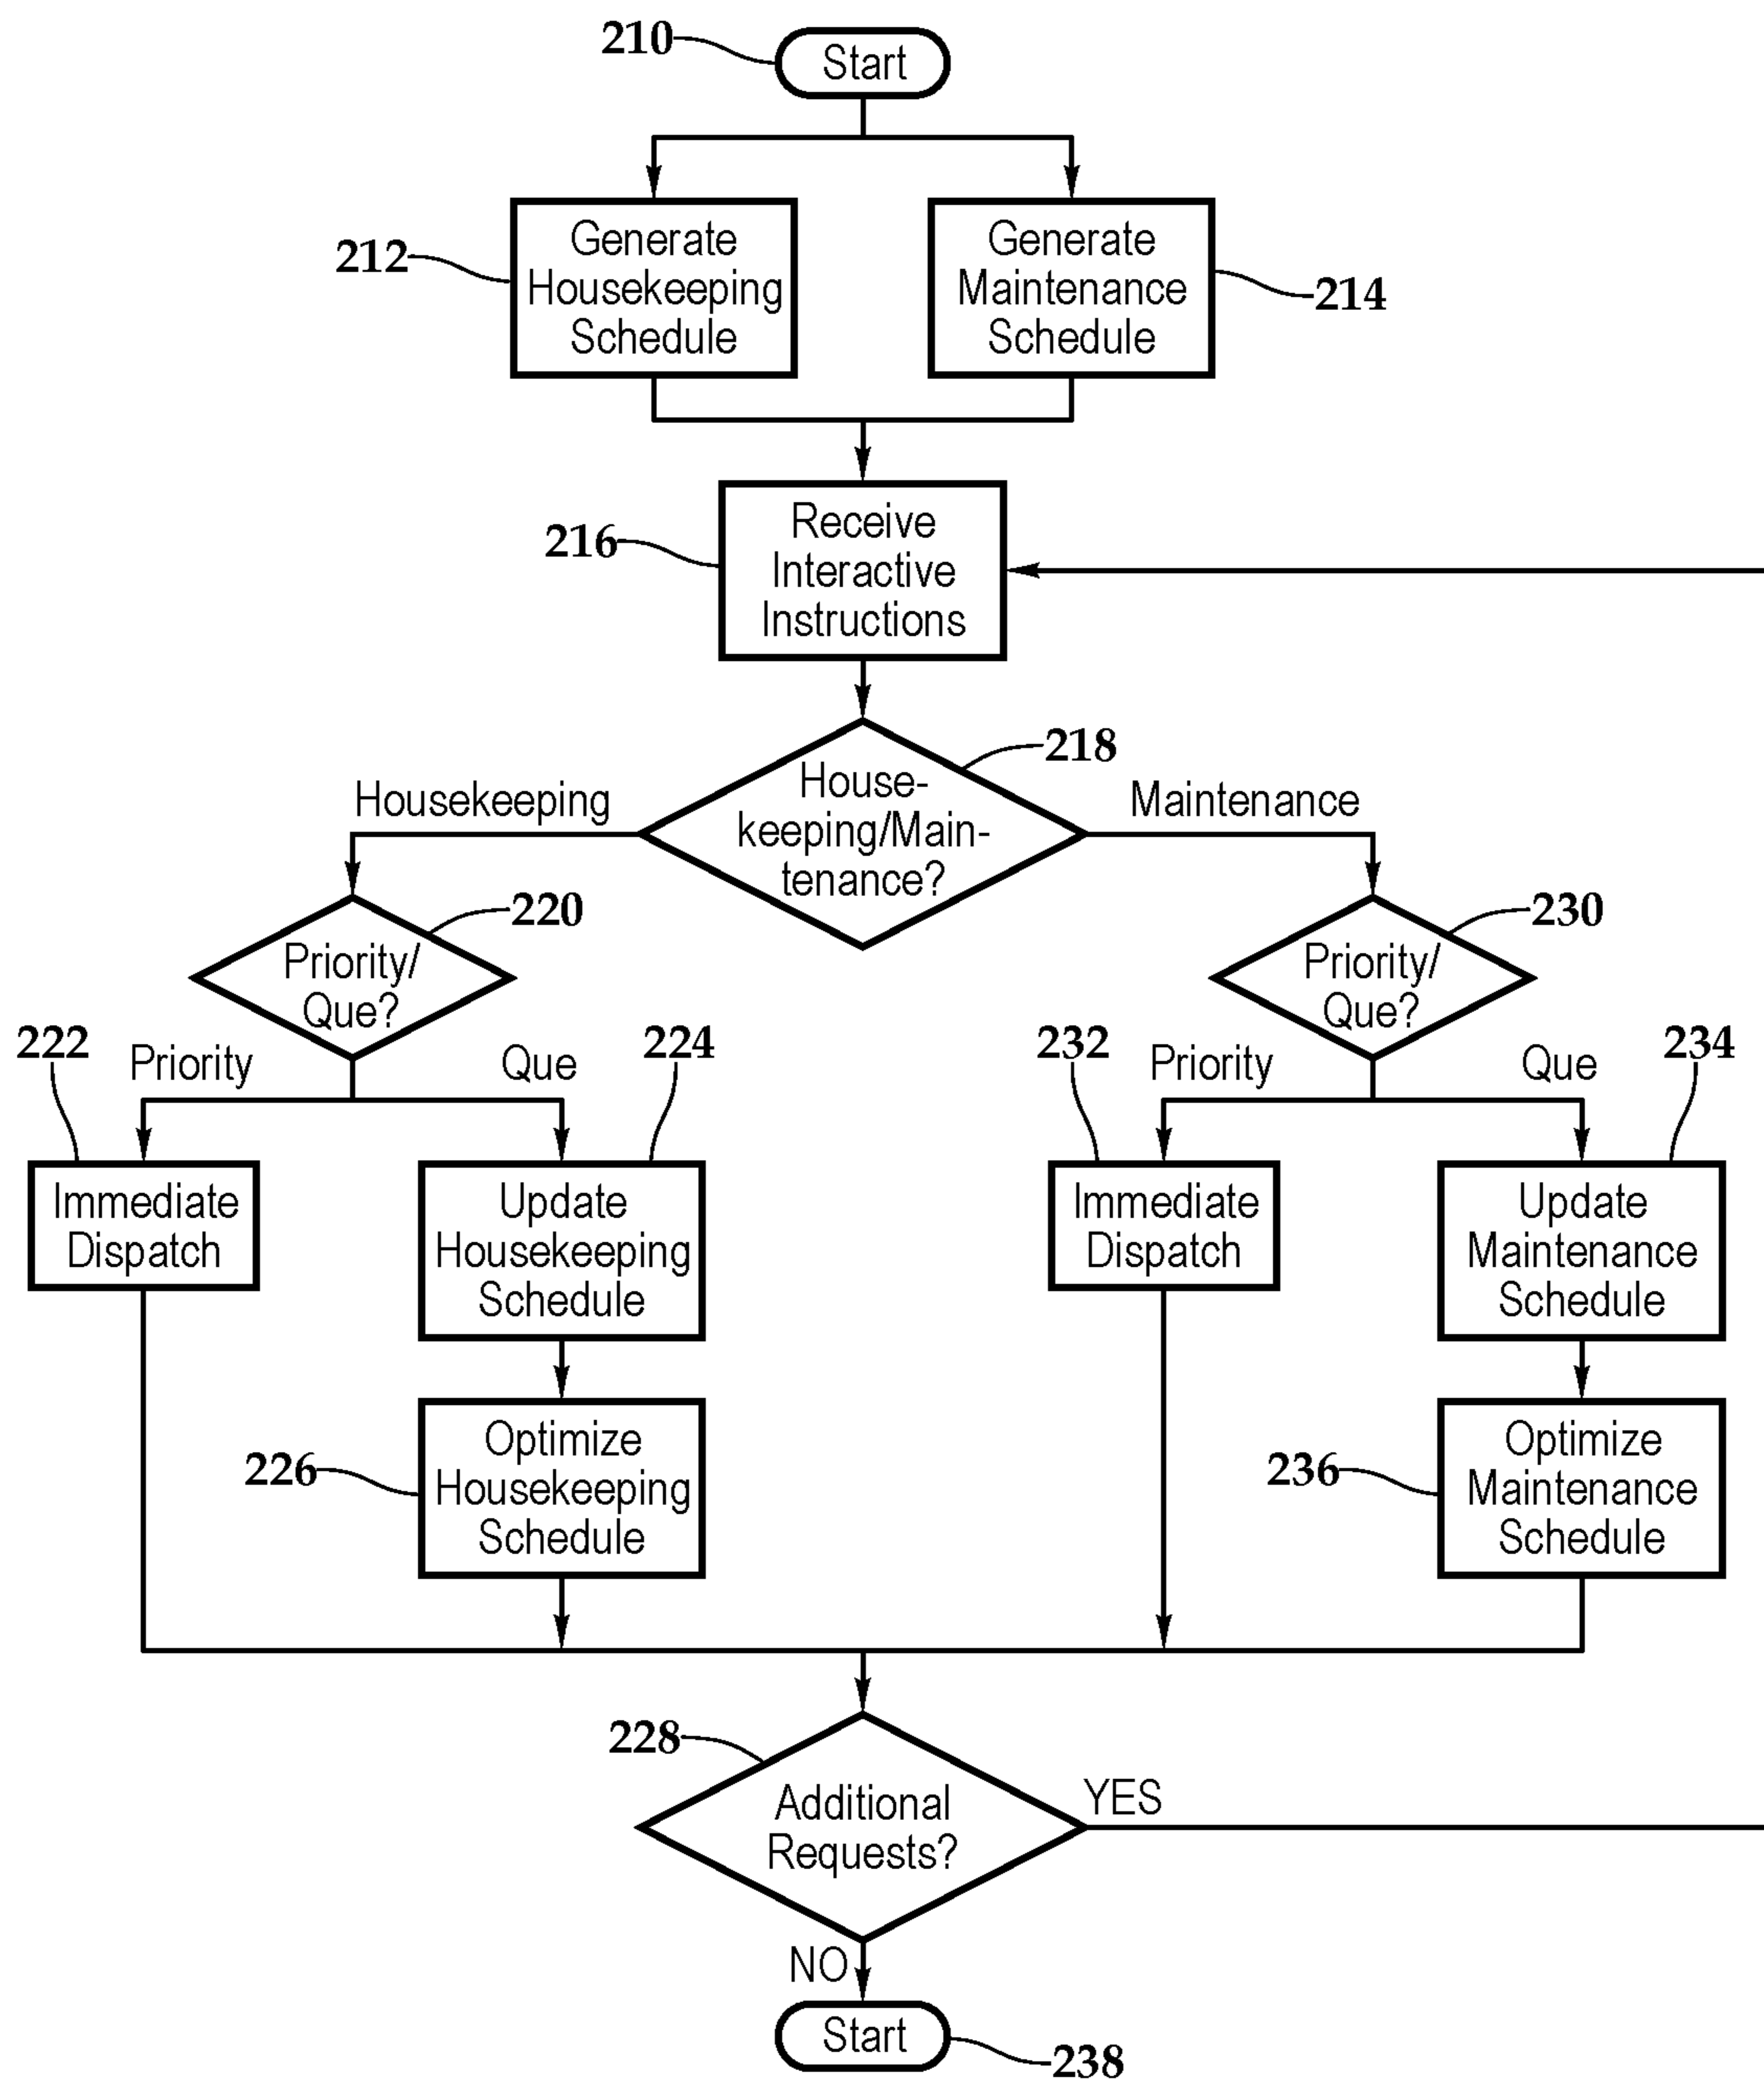 210
Start
212
Generate
Housekeeping
Schedule
Generate
Maintenance
Schedule
214
216
Receive
Interactive
Instructions
218
House-
keeping/Main-
tenance?
Housekeeping
Maintenance
220
Priority/
Que?
230
Priority/
Que?
222
Priority
Que
224
232
Priority
Que
234
Immediate
Dispatch
Update
Housekeeping
Schedule
Immediate
Dispatch
Update
Maintenance
Schedule
226
Optimize
Housekeeping
Schedule
236
Optimize
Maintenance
Schedule
228
Additional
Requests?
YES
NO
Start
238